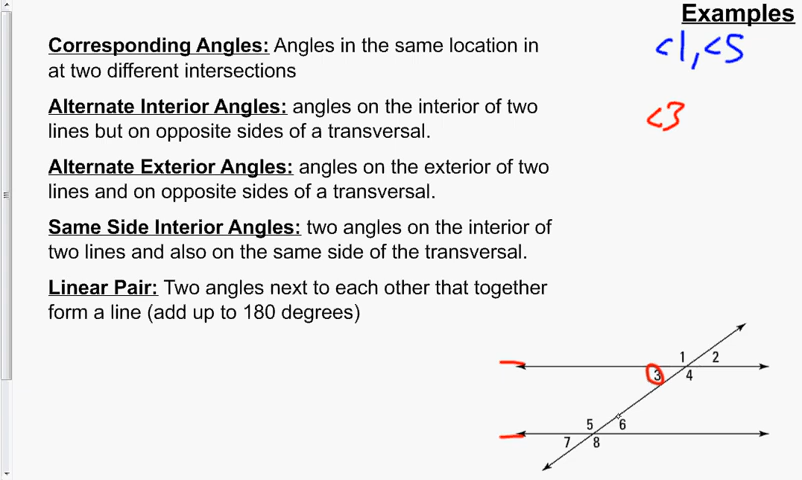 Examples
Corresponding Angles: Angles in the same location in
at two different intersections
<1, <5
Alternate Interior Angles: angles on the interior of two
lines but on opposite sides of a transversal.
<3
Alternate Exterior Angles: angles on the exterior of two
lines and on opposite sides of a transversal.
Same Side Interior Angles: two angles on the interior of
two lines and also on the same side of the transversal.
Linear Pair: Two angles next to each other that together
form a line (add up to 180 degrees)
1 2
3 4
5 6
7 8